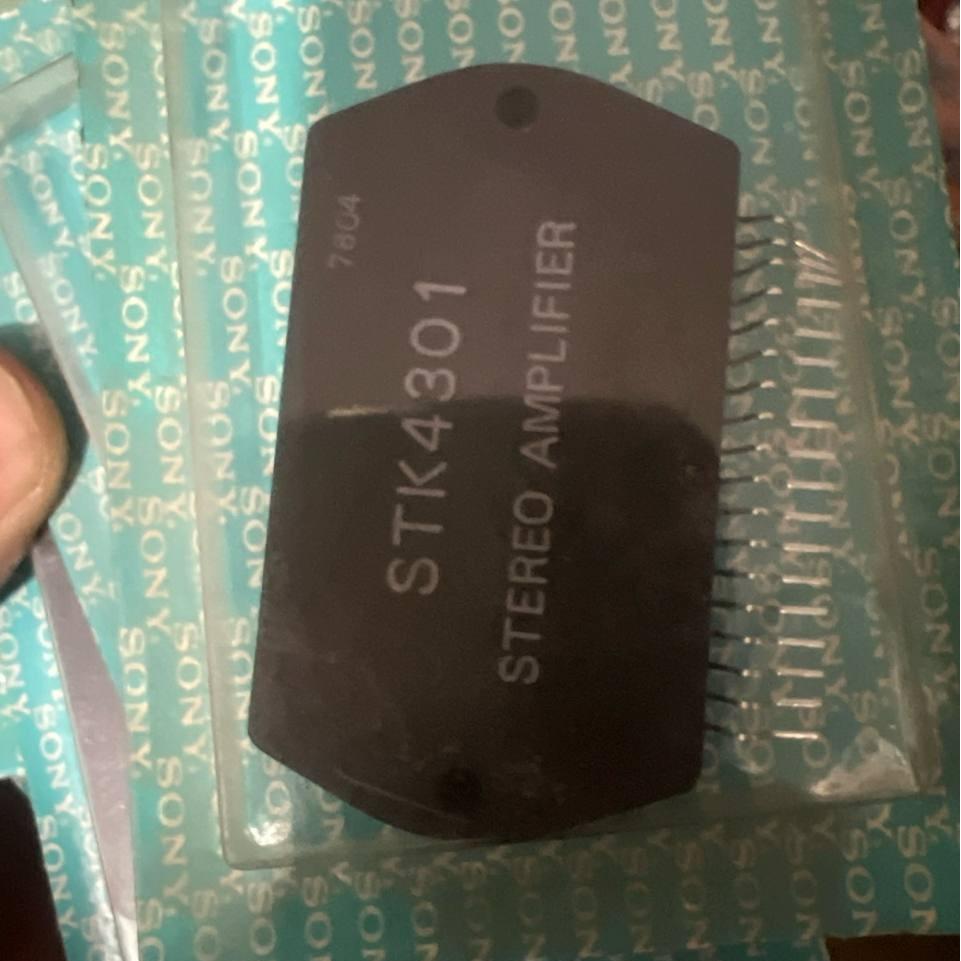 7804
STK4301
STEREO AMPLIFIER
SONY